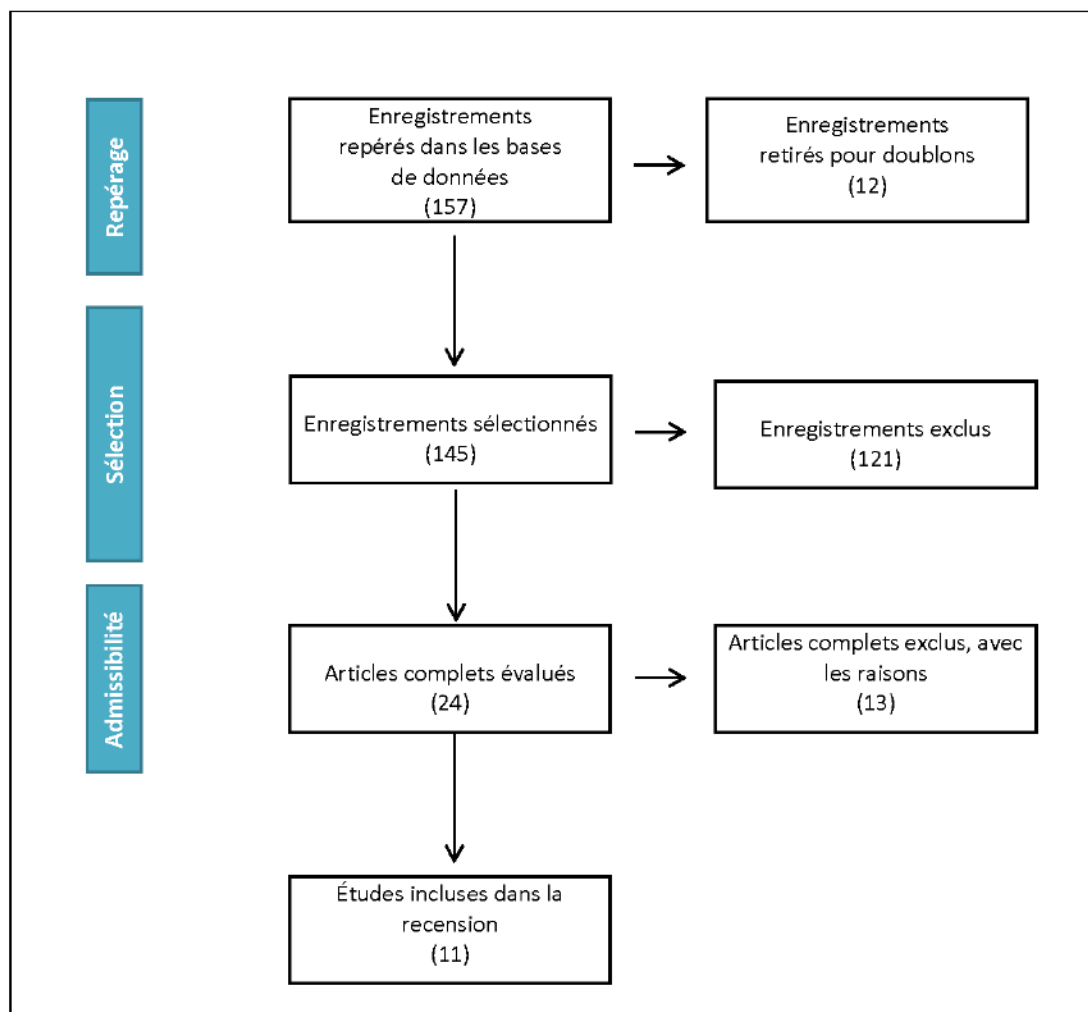 Repérage
Enregistrements
repérés dans les bases
de données
(157)
Enregistrements
retirés pour doublons
(12)
Sélection
Enregistrements sélectionnés
(145)
Enregistrements exclus
(121)
Admissibilité
Articles complets évalués
(24)
Articles complets exclus, avec
les raisons
(13)
Études incluses dans la
recension
(11)